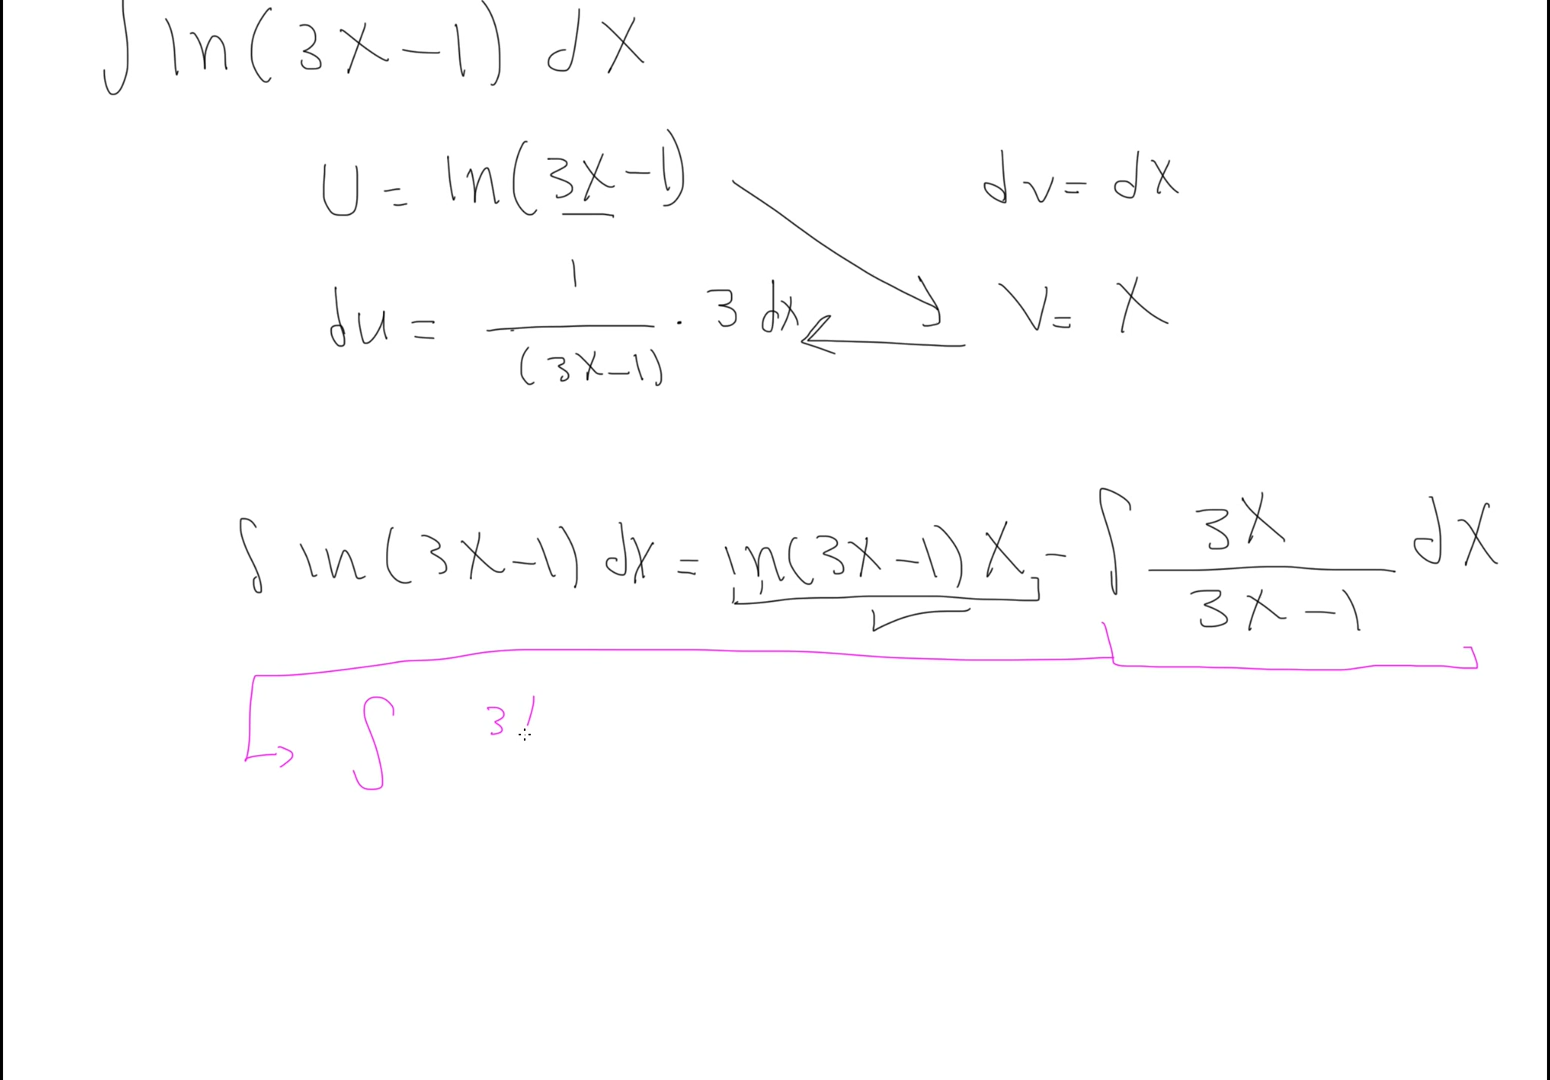 ∫ ln(3x-1) dx
U = ln(3x-1) dv = dx
du = 1/(3x-1) · 3 dx V = x
∫ ln(3x-1) dx = ln(3x-1) x - ∫ 3x/(3x-1) dx
∫ 3